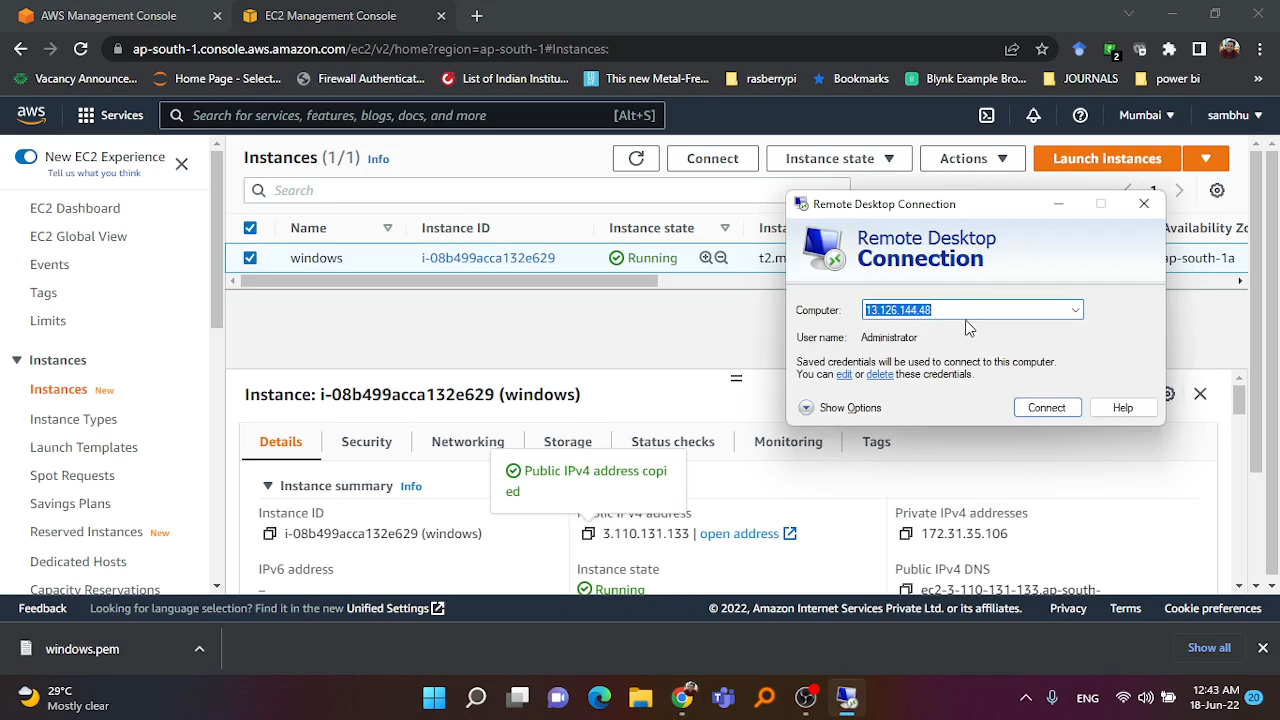 AWS Management Console
EC2 Management Console
ap-south-1.console.aws.amazon.com/ec2/v2/home?region=ap-south-1#Instances:
2
Vacancy Announce...
Home Page - Select...
Firewall Authenticat...
List of Indian Institu...
This new Metal-Fre...
rasberrypi
Bookmarks
Blynk Example Bro...
JOURNALS
power bi
»
aws
Services
Search for services, features, blogs, docs, and more
[Alt+S]
Mumbai
sambhu
New EC2 Experience
Tell us what you think
EC2 Dashboard
EC2 Global View
Events
Tags
Limits
Instances
Instances New
Instance Types
Launch Templates
Spot Requests
Savings Plans
Reserved Instances New
Dedicated Hosts
Capacity Reservations
Instances (1/1) Info
Connect
Instance state
Actions
Launch instances
Search
1
Name
Instance ID
Instance state
Insta
Availability Zo
windows
i-08b499acca132e629
Running
t2.m
ap-south-1a
Remote Desktop Connection
Remote Desktop
Connection
Computer: 13.126.144.48
User name: Administrator
Saved credentials will be used to connect to this computer.
You can edit or delete these credentials.
Show Options
Connect
Help
Instance: i-08b499acca132e629 (windows)
Details
Security
Networking
Storage
Status checks
Monitoring
Tags
Public IPv4 address copi
ed
Instance summary Info
Instance ID
i-08b499acca132e629 (windows)
IPv6 address
–
Public IPv4 address
3.110.131.133 | open address
Instance state
Running
Private IPv4 addresses
172.31.35.106
Public IPv4 DNS
ec2-3-110-131-133.ap-south-
Feedback
Looking for language selection? Find it in the new Unified Settings
© 2022, Amazon Internet Services Private Ltd. or its affiliates.
Privacy
Terms
Cookie preferences
windows.pem
Show all
29°C
Mostly clear
ENG
12:43 AM
18-Jun-22
20